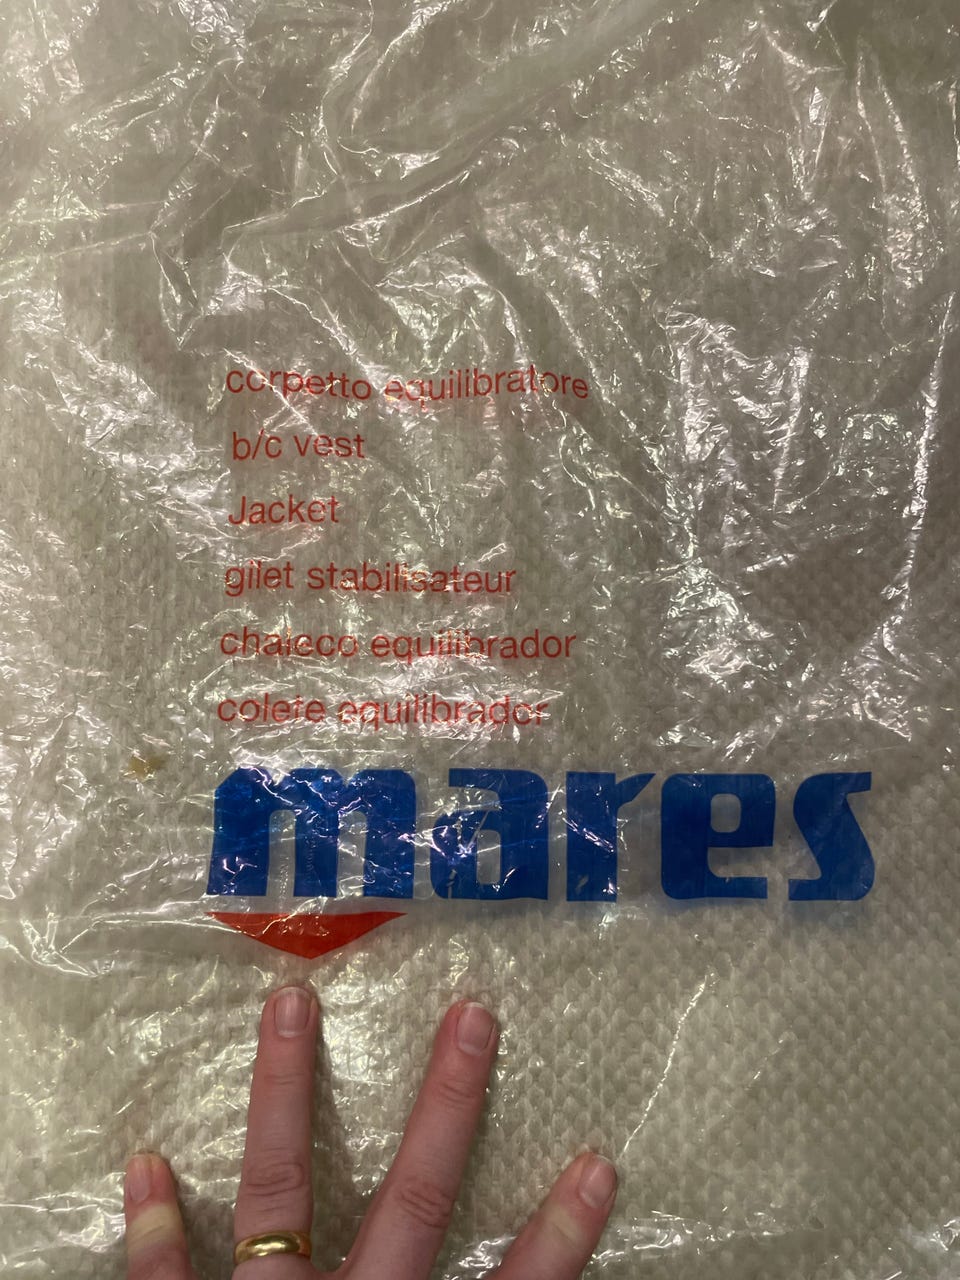 corpetto equilibratore
b/c vest
Jacket
gilet stabilisateur
chaleco equilibrador
colete equilibrador
mares